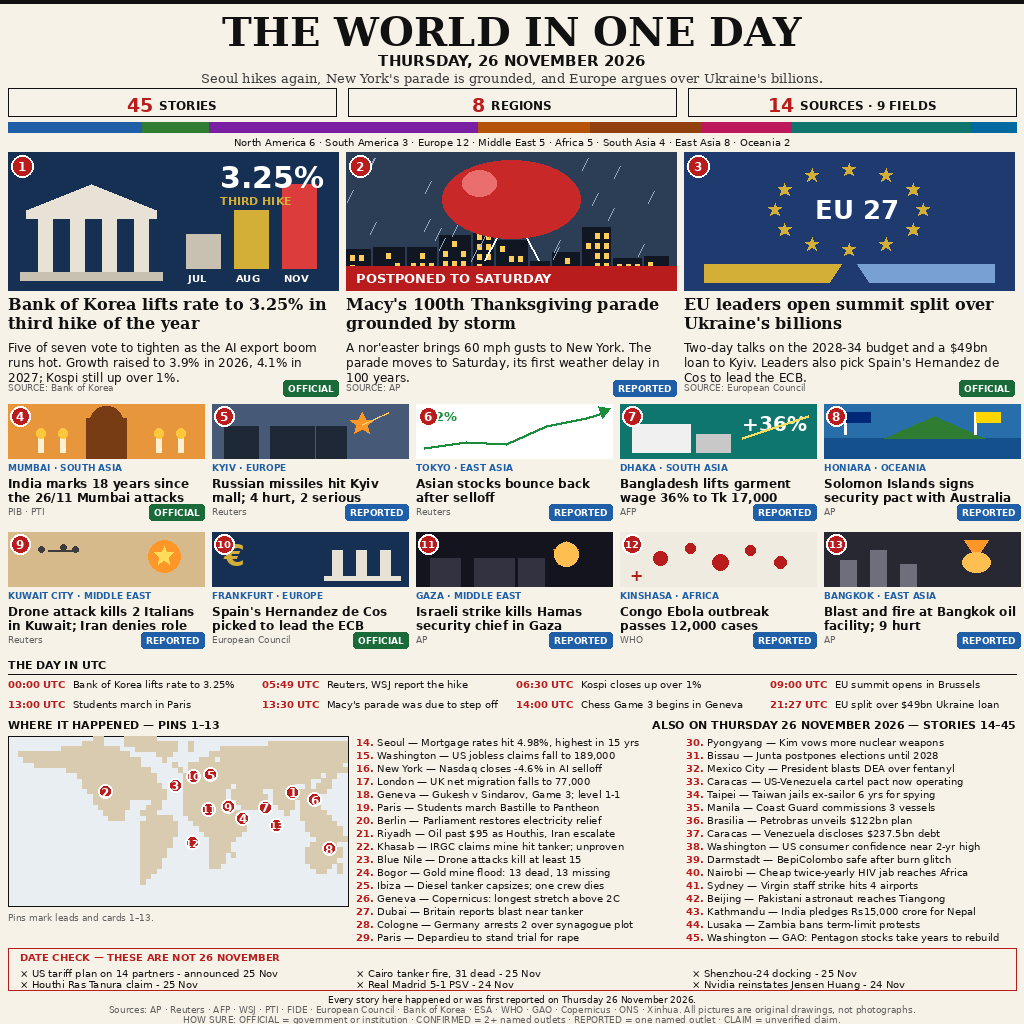 THE WORLD IN ONE DAY
THURSDAY, 26 NOVEMBER 2026
Seoul hikes again, New York's parade is grounded, and Europe argues over Ukraine's billions.
45 STORIES
8 REGIONS
14 SOURCES · 9 FIELDS
North America 6 · South America 3 · Europe 12 · Middle East 5 · Africa 5 · South Asia 4 · East Asia 8 · Oceania 2
1
3.25%
THIRD HIKE
JUL AUG NOV
Bank of Korea lifts rate to 3.25% in
third hike of the year
Five of seven vote to tighten as the AI export boom
runs hot. Growth raised to 3.9% in 2026, 4.1% in
2027; Kospi still up over 1%.
SOURCE: Bank of Korea
OFFICIAL
2
POSTPONED TO SATURDAY
Macy's 100th Thanksgiving parade
grounded by storm
A nor'easter brings 60 mph gusts to New York. The
parade moves to Saturday, its first weather delay in
100 years.
SOURCE: AP
REPORTED
3
EU 27
EU leaders open summit split over
Ukraine's billions
Two-day talks on the 2028-34 budget and a $49bn
loan to Kyiv. Leaders also pick Spain's Hernandez de
Cos to lead the ECB.
SOURCE: European Council
OFFICIAL
4
MUMBAI · SOUTH ASIA
India marks 18 years since
the 26/11 Mumbai attacks
PIB · PTI
OFFICIAL
5
KYIV · EUROPE
Russian missiles hit Kyiv
mall; 4 hurt, 2 serious
Reuters
REPORTED
6
2%
TOKYO · EAST ASIA
Asian stocks bounce back
after selloff
Reuters
REPORTED
7
+36%
DHAKA · SOUTH ASIA
Bangladesh lifts garment
wage 36% to Tk 17,000
AFP
REPORTED
8
HONIARA · OCEANIA
Solomon Islands signs
security pact with Australia
AP
REPORTED
9
KUWAIT CITY · MIDDLE EAST
Drone attack kills 2 Italians
in Kuwait; Iran denies role
Reuters
REPORTED
10
€
FRANKFURT · EUROPE
Spain's Hernandez de Cos
picked to lead the ECB
European Council
OFFICIAL
11
GAZA · MIDDLE EAST
Israeli strike kills Hamas
security chief in Gaza
AP
REPORTED
12
+
KINSHASA · AFRICA
Congo Ebola outbreak
passes 12,000 cases
WHO
REPORTED
13
BANGKOK · EAST ASIA
Blast and fire at Bangkok oil
facility; 9 hurt
AP
REPORTED
THE DAY IN UTC
00:00 UTC Bank of Korea lifts rate to 3.25%
05:49 UTC Reuters, WSJ report the hike
06:30 UTC Kospi closes up over 1%
09:00 UTC EU summit opens in Brussels
13:00 UTC Students march in Paris
13:30 UTC Macy's parade was due to step off
14:00 UTC Chess Game 3 begins in Geneva
21:27 UTC EU split over $49bn Ukraine loan
WHERE IT HAPPENED — PINS 1–13
2
3
10
5
1
6
11
9
7
4
13
12
8
Pins mark leads and cards 1–13.
ALSO ON THURSDAY 26 NOVEMBER 2026 — STORIES 14–45
14. Seoul — Mortgage rates hit 4.98%, highest in 15 yrs
15. Washington — US jobless claims fall to 189,000
16. New York — Nasdaq closes -4.6% in AI selloff
17. London — UK net migration falls to 77,000
18. Geneva — Gukesh v Sindarov, Game 3; level 1-1
19. Paris — Students march Bastille to Pantheon
20. Berlin — Parliament restores electricity relief
21. Riyadh — Oil past $95 as Houthis, Iran escalate
22. Khasab — IRGC claims mine hit tanker; unproven
23. Blue Nile — Drone attacks kill at least 15
24. Bogor — Gold mine flood: 13 dead, 13 missing
25. Ibiza — Diesel tanker capsizes; one crew dies
26. Geneva — Copernicus: longest stretch above 2C
27. Dubai — Britain reports blast near tanker
28. Cologne — Germany arrests 2 over synagogue plot
29. Paris — Depardieu to stand trial for rape
30. Pyongyang — Kim vows more nuclear weapons
31. Bissau — Junta postpones elections until 2028
32. Mexico City — President blasts DEA over fentanyl
33. Caracas — US-Venezuela cartel pact now operating
34. Taipei — Taiwan jails ex-sailor 6 yrs for spying
35. Manila — Coast Guard commissions 3 vessels
36. Brasilia — Petrobras unveils $122bn plan
37. Caracas — Venezuela discloses $237.5bn debt
38. Washington — US consumer confidence near 2-yr high
39. Darmstadt — BepiColombo safe after burn glitch
40. Nairobi — Cheap twice-yearly HIV jab reaches Africa
41. Sydney — Virgin staff strike hits 4 airports
42. Beijing — Pakistani astronaut reaches Tiangong
43. Kathmandu — India pledges Rs15,000 crore for Nepal
44. Lusaka — Zambia bans term-limit protests
45. Washington — GAO: Pentagon stocks take years to rebuild
DATE CHECK — THESE ARE NOT 26 NOVEMBER
× US tariff plan on 14 partners - announced 25 Nov
× Cairo tanker fire, 31 dead - 25 Nov
× Shenzhou-24 docking - 25 Nov
× Houthi Ras Tanura claim - 25 Nov
× Real Madrid 5-1 PSV - 24 Nov
× Nvidia reinstates Jensen Huang - 24 Nov
Every story here happened or was first reported on Thursday 26 November 2026.
Sources: AP · Reuters · AFP · WSJ · PTI · FIDE · European Council · Bank of Korea · ESA · WHO · GAO · Copernicus · ONS · Xinhua. All pictures are original drawings, not photographs.
HOW SURE: OFFICIAL = government or institution · CONFIRMED = 2+ named outlets · REPORTED = one named outlet · CLAIM = unverified claim.